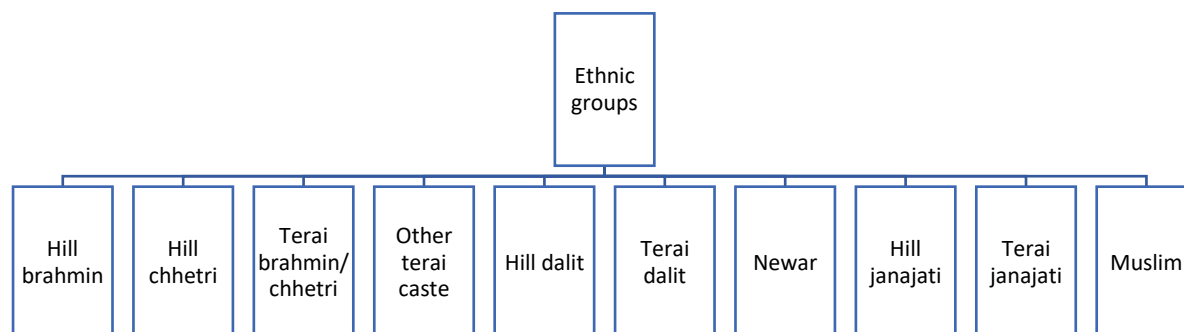 Ethnic
groups
Hill
brahmin
Hill
chhetri
Terai
brahmin/
chhetri
Other
terai
caste
Hill dalit
Terai
dalit
Newar
Hill
janajati
Terai
janajati
Muslim